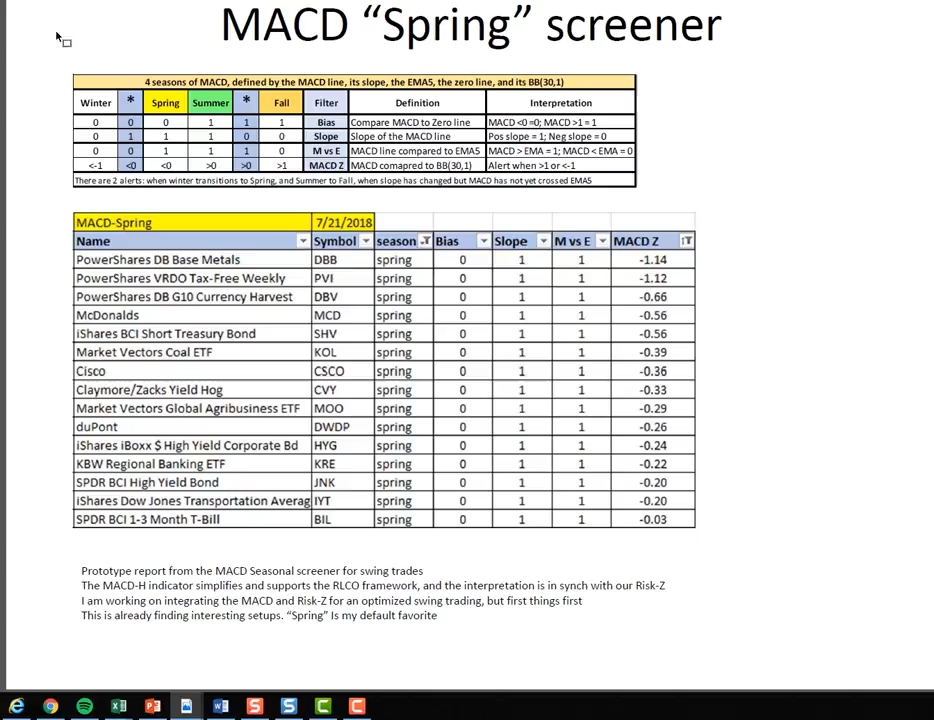 MACD “Spring” screener
4 seasons of MACD, defined by the MACD line, its slope, the EMA5, the zero line, and its BB(30,1)
Winter * Spring Summer * Fall Filter Definition Interpretation
0 0 0 1 1 1 Bias Compare MACD to Zero line MACD <0 =0; MACD >1 = 1
0 1 1 1 0 0 Slope Slope of the MACD line Pos slope = 1; Neg slope = 0
0 0 1 1 1 0 M vs E MACD line compared to EMA5 MACD > EMA = 1; MACD < EMA = 0
<-1 <0 <0 >0 >0 >1 MACD Z MACD comapred to BB(30,1) Alert when >1 or <-1
There are 2 alerts: when winter transitions to Spring, and Summer to Fall, when slope has changed but MACD has not yet crossed EMA5
MACD-Spring 7/21/2018
Name Symbol season Bias Slope M vs E MACD Z
PowerShares DB Base Metals DBB spring 0 1 1 -1.14
PowerShares VRDO Tax-Free Weekly PVI spring 0 1 1 -1.12
PowerShares DB G10 Currency Harvest DBV spring 0 1 1 -0.66
McDonalds MCD spring 0 1 1 -0.56
iShares BCI Short Treasury Bond SHV spring 0 1 1 -0.56
Market Vectors Coal ETF KOL spring 0 1 1 -0.39
Cisco CSCO spring 0 1 1 -0.36
Claymore/Zacks Yield Hog CVY spring 0 1 1 -0.33
Market Vectors Global Agribusiness ETF MOO spring 0 1 1 -0.29
duPont DWDP spring 0 1 1 -0.26
iShares iBoxx $ High Yield Corporate Bd HYG spring 0 1 1 -0.24
KBW Regional Banking ETF KRE spring 0 1 1 -0.22
SPDR BCI High Yield Bond JNK spring 0 1 1 -0.20
iShares Dow Jones Transportation Averag IYT spring 0 1 1 -0.20
SPDR BCI 1-3 Month T-Bill BIL spring 0 1 1 -0.03
Prototype report from the MACD Seasonal screener for swing trades
The MACD-H indicator simplifies and supports the RLCO framework, and the interpretation is in synch with our Risk-Z
I am working on integrating the MACD and Risk-Z for an optimized swing trading, but first things first
This is already finding interesting setups. “Spring” Is my default favorite